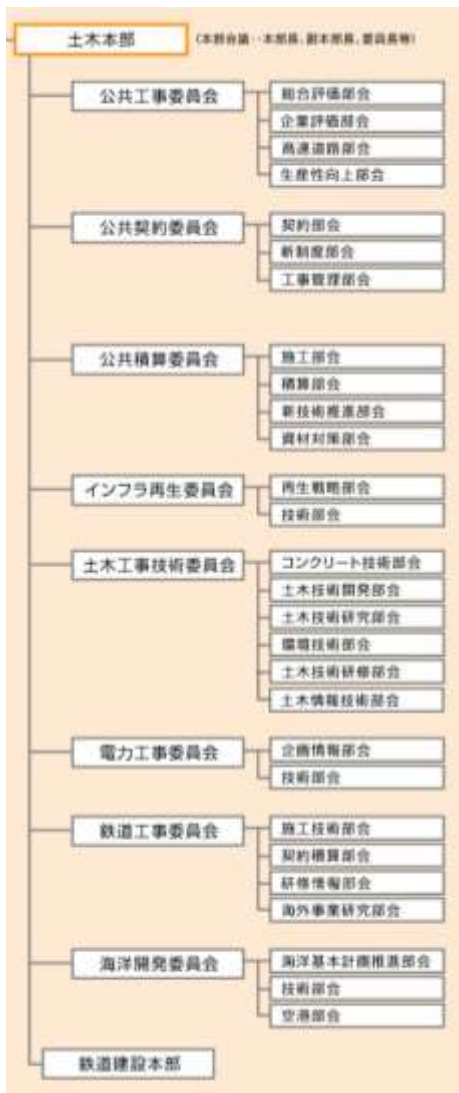 土木本部 (本部会議…本部長、副本部長、委員長等)
公共工事委員会
総合評価部会
企業評価部会
高速道路部会
生産性向上部会
公共契約委員会
契約部会
新制度部会
工事管理部会
公共積算委員会
施工部会
積算部会
新技術推進部会
資材対策部会
インフラ再生委員会
再生戦略部会
技術部会
土木工事技術委員会
コンクリート技術部会
土木技術開発部会
土木技術研究部会
環境技術部会
土木技術研修部会
土木情報技術部会
電力工事委員会
企画情報部会
技術部会
鉄道工事委員会
施工技術部会
契約積算部会
研修情報部会
海外事業研究部会
海洋開発委員会
海洋基本計画推進部会
技術部会
空港部会
鉄道建設本部